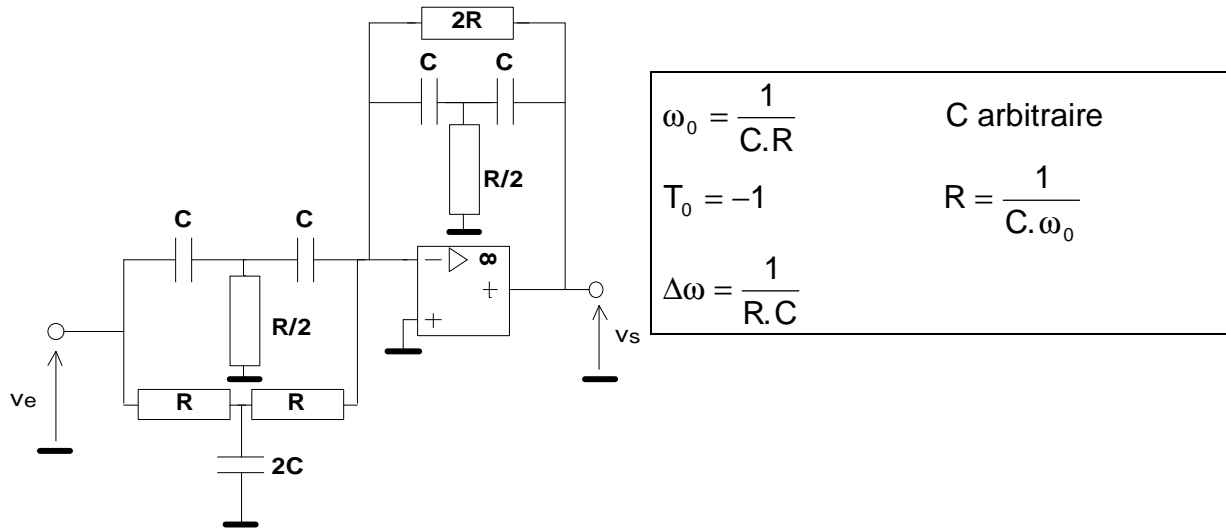 2R
C C
R/2
C C
− ∞
+
+
R/2
R R
2C
ve
vs
ω₀ = 1/(C.R) C arbitraire
T₀ = −1 R = 1/(C.ω₀)
Δω = 1/(R.C)